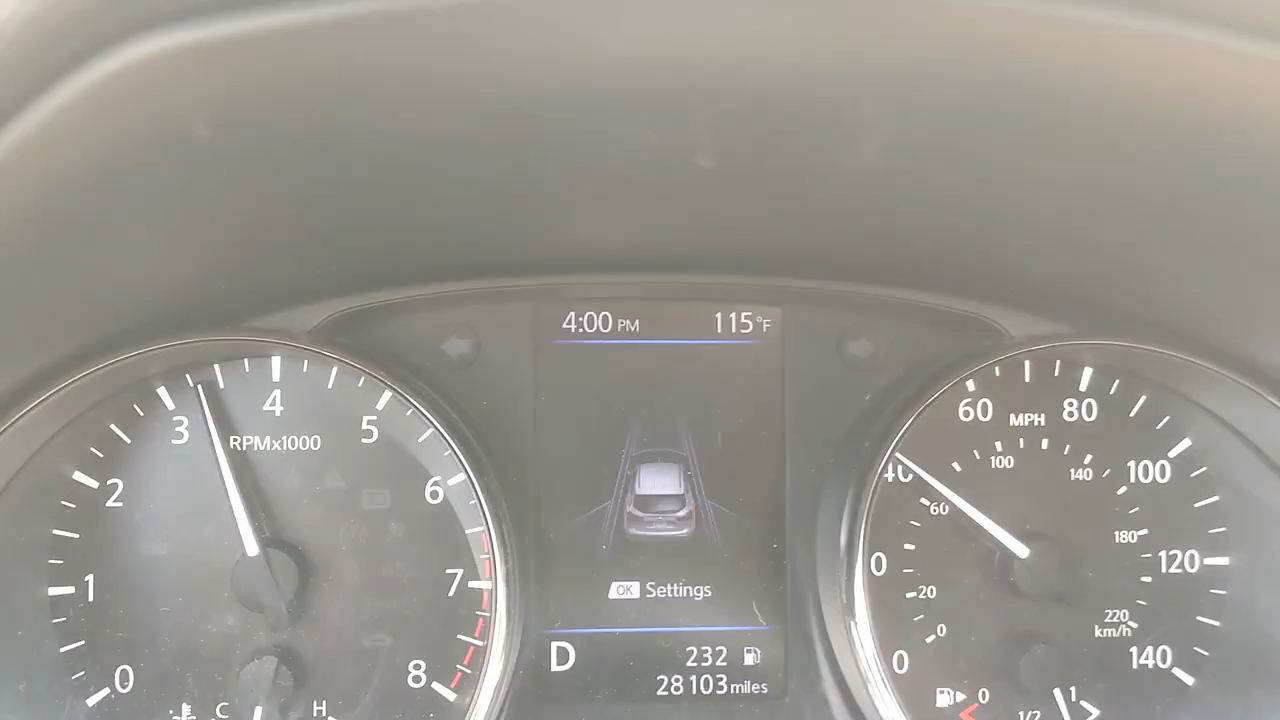 4:00 PM 115°F
OK Settings
D 232
28103 miles
0 1 2 3 4 5 6 7 8
RPMx1000
C H
0 60 80 100 120 140
MPH
0 20 60 100 140 180 220
km/h
0 1/2 1